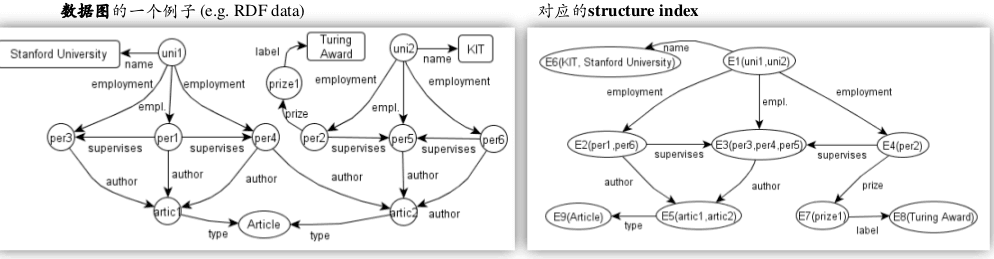 数据图的一个例子 (e.g. RDF data)
对应的structure index
Stanford University
name
uni1
employment
employment
empl.
per3
per1
per4
supervises
supervises
author
author
author
artic1
type
Article
type
label
Turing
Award
prize1
prize
uni2
name
KIT
employment
employment
empl.
per2
per5
per6
supervises
supervises
author
author
author
artic2
name
E6(KIT, Stanford University)
E1(uni1,uni2)
employment
empl.
employment
E2(per1,per6)
supervises
E3(per3,per4,per5)
supervises
E4(per2)
author
author
prize
E9(Article)
type
E5(artic1,artic2)
E7(prize1)
label
E8(Turing Award)